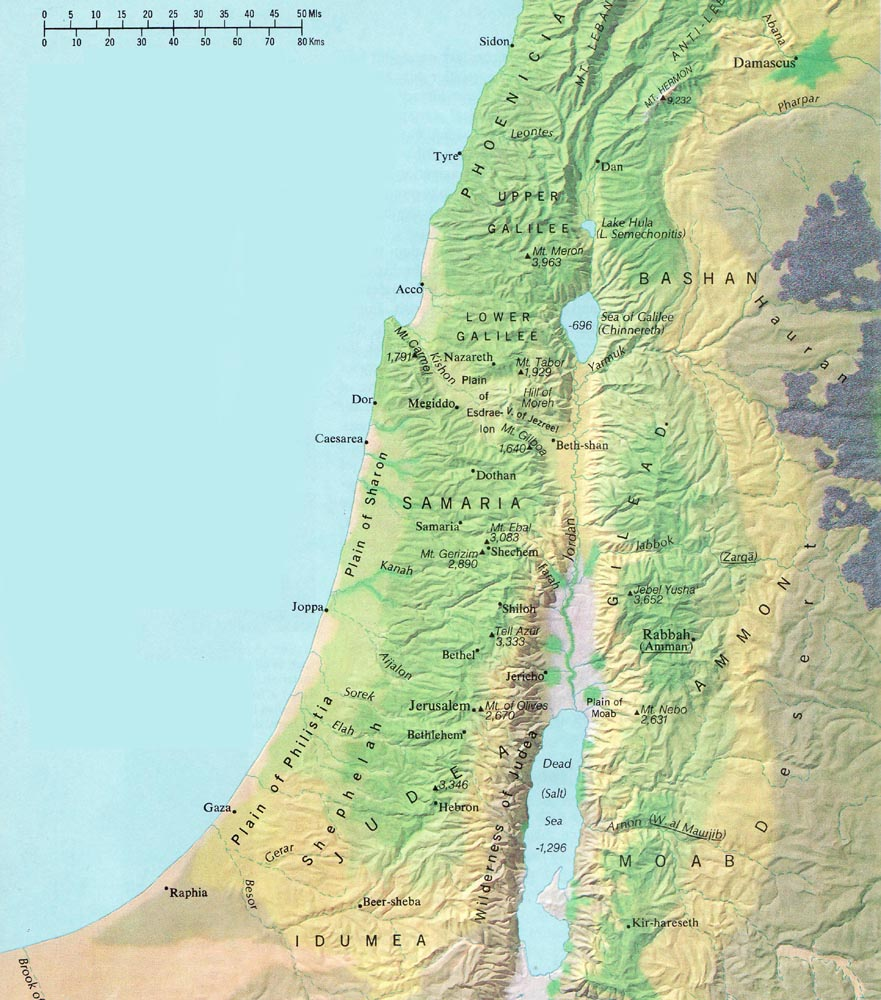 0 5 10 20 30 40 50 Mls
0 10 20 30 40 50 60 70 80 Kms
Sidon
PHOENICIA
MT. LEBAN
ANTI-LE
Abana
Damascus
MT. HERMON
9,232
Pharpar
Leontes
Tyre
Dan
UPPER
GALILEE
Lake Hula
(L. Semechonitis)
Mt. Meron
3,963
BASHAN
Acco
Hauran
LOWER
GALILEE
-696
Sea of Galilee
(Chinnereth)
Mt. Carmel
1,791
Kishon
Nazareth
Mt. Tabor
1,929
Yarmuk
Plain
of
Esdrae-
lon
Hill of
Moreh
V. of Jezreel
Dor
Megiddo
Mt. Gilboa
1,640
Caesarea
Beth-shan
GILEAD
Dothan
Plain of Sharon
SAMARIA
Samaria
Mt. Ebal
3,083
Mt. Gerizim
2,890
Shechem
Jordan
Jabbok
(Zarqa)
Kanah
Farah
Jebel Yusha'
3,652
Joppa
Shiloh
Tell Azur
3,333
Rabbah
(Amman)
AMMON
Desert
Bethel
Aijalon
Jericho
Sorek
Jerusalem
Mt. of Olives
2,670
Plain of
Moab
Mt. Nebo
2,631
Elah
Bethlehem
Plain of Philistia
Shephelah
JUDEA
Wilderness of Judea
Dead
(Salt)
Sea
-1,296
3,346
Hebron
Gaza
Arnon (W. al Maujib)
Gerar
MOAB
Raphia
Besor
Beer-sheba
Kir-hareseth
IDUMEA
Brook of